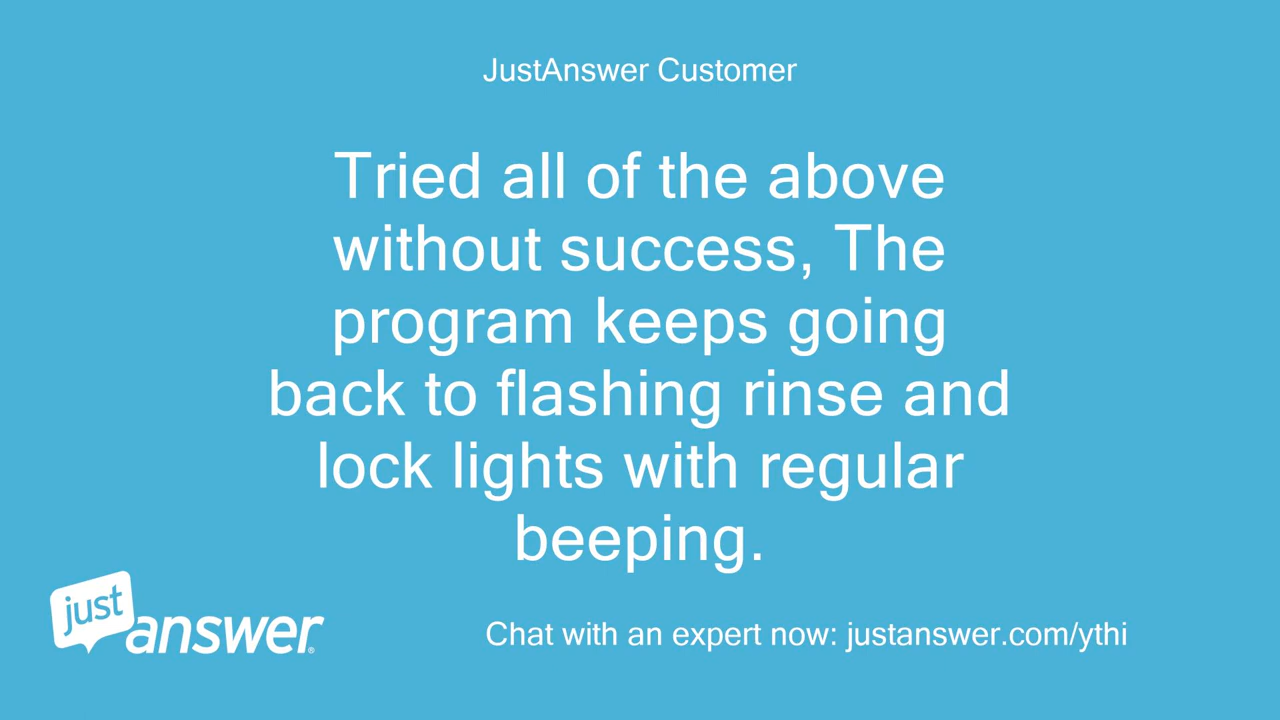 JustAnswer Customer
Tried all of the above
without success, The
program keeps going
back to flashing rinse and
lock lights with regular
beeping.
just
answer®
Chat with an expert now: justanswer.com/ythi